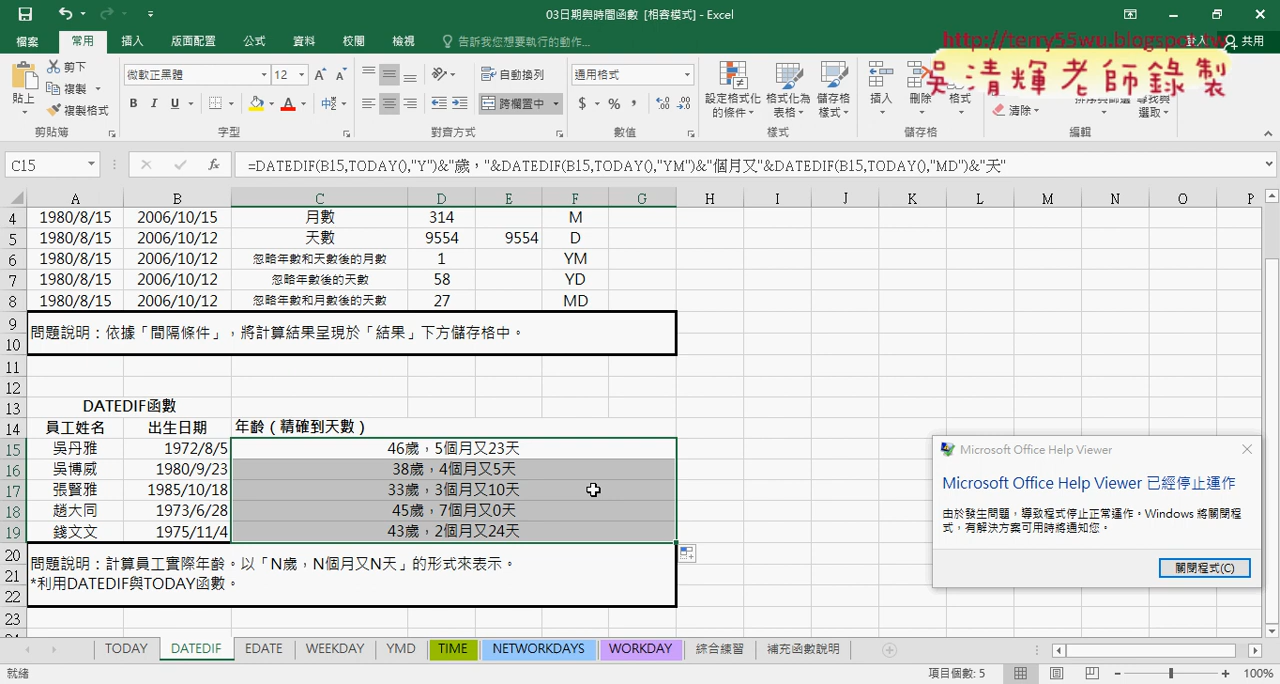 03日期與時間函數 [相容模式] - Excel
http://terry55wu.blogspot.tw
吳清輝老師錄製
檔案 常用 插入 版面配置 公式 資料 校閱 檢視 告訴我您想要執行的動作... 共用
貼上 剪下 複製 複製格式 剪貼簿
微軟正黑體 12 B I U A 字型
自動換列 跨欄置中 對齊方式
通用格式 $ % , 數值
設定格式化的條件 格式化為表格 儲存格樣式 樣式
插入 刪除 格式 儲存格
清除 選取 編輯
C15 fx =DATEDIF(B15,TODAY(),"Y")&"歲，"&DATEDIF(B15,TODAY(),"YM")&"個月又"&DATEDIF(B15,TODAY(),"MD")&"天"
A B C D E F G H I J K L M N O P
4 1980/8/15 2006/10/15 月數 314 M
5 1980/8/15 2006/10/12 天數 9554 9554 D
6 1980/8/15 2006/10/12 忽略年數和天數後的月數 1 YM
7 1980/8/15 2006/10/12 忽略年數後的天數 58 YD
8 1980/8/15 2006/10/12 忽略年數和月數後的天數 27 MD
9
問題說明：依據「間隔條件」，將計算結果呈現於「結果」下方儲存格中。
10
11
12
13 DATEDIF函數
14 員工姓名 出生日期 年齡（精確到天數）
15 吳丹雅 1972/8/5 46歲，5個月又23天
16 吳博威 1980/9/23 38歲，4個月又5天
17 張賢雅 1985/10/18 33歲，3個月又10天
18 趙大同 1973/6/28 45歲，7個月又0天
19 錢文文 1975/11/4 43歲，2個月又24天
20 問題說明：計算員工實際年齡。以「N歲，N個月又N天」的形式來表示。
21 *利用DATEDIF與TODAY函數。
22
23
Microsoft Office Help Viewer
Microsoft Office Help Viewer 已經停止運作
由於發生問題，導致程式停止正常運作。Windows 將關閉程
式，有解決方案可用時將通知您。
關閉程式(C)
TODAY DATEDIF EDATE WEEKDAY YMD TIME NETWORKDAYS WORKDAY 綜合練習 補充函數說明
就緒 項目個數: 5 100%